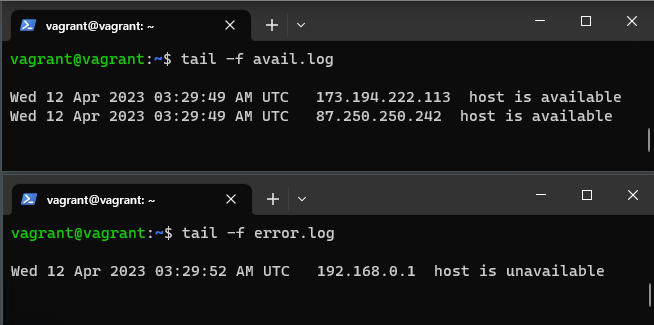 vagrant@vagrant: ~
vagrant@vagrant:~$ tail -f avail.log
Wed 12 Apr 2023 03:29:49 AM UTC   173.194.222.113  host is available
Wed 12 Apr 2023 03:29:49 AM UTC   87.250.250.242  host is available
vagrant@vagrant: ~
vagrant@vagrant:~$ tail -f error.log
Wed 12 Apr 2023 03:29:52 AM UTC   192.168.0.1  host is unavailable